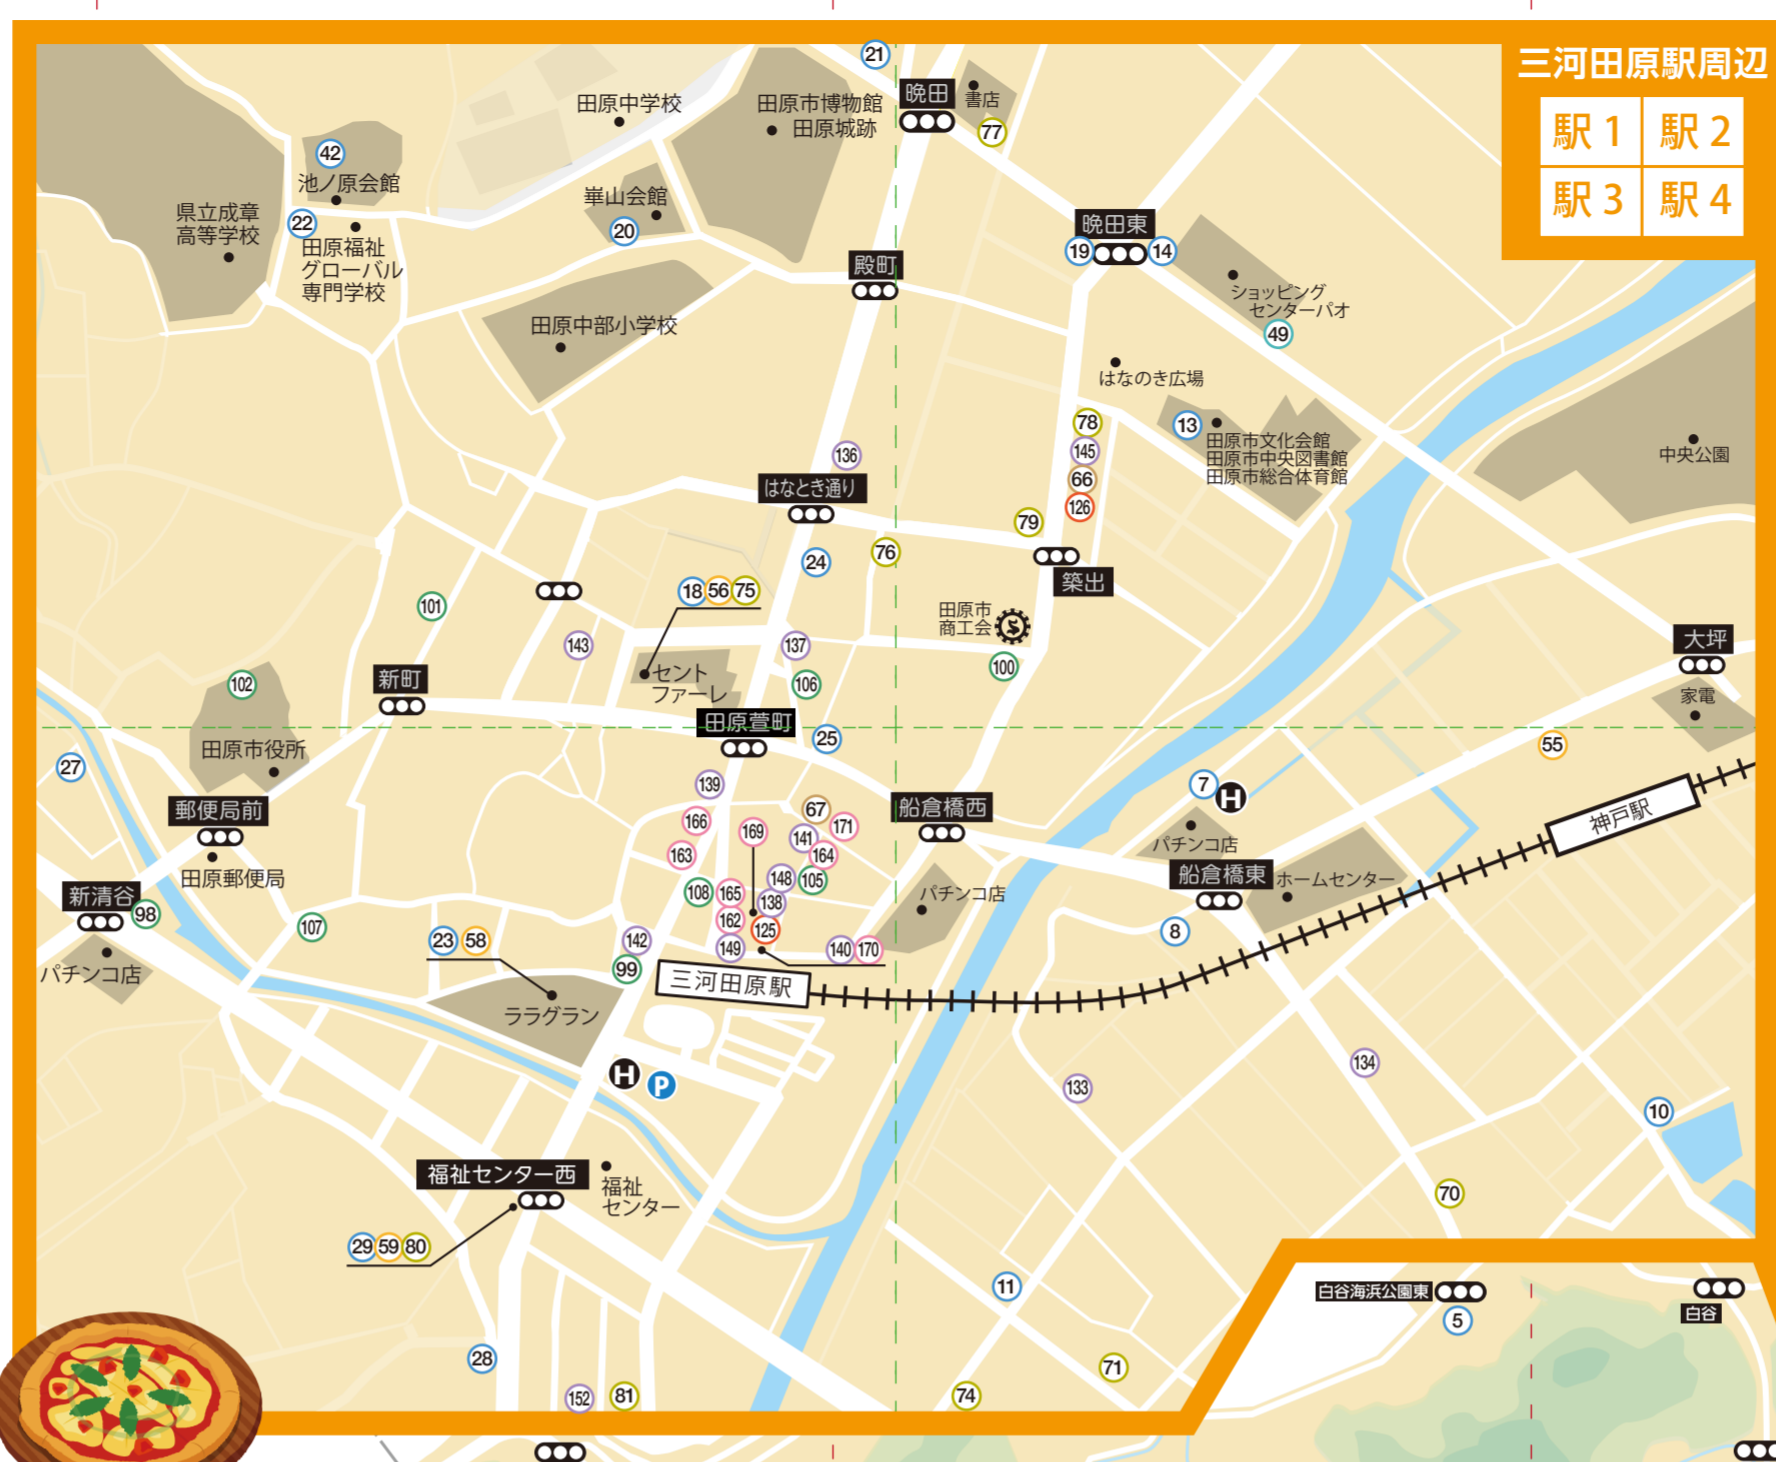 三河田原駅周辺
駅 1
駅 2
駅 3
駅 4
21
晩田
書店
77
田原中学校
田原市博物館
田原城跡
42
池ノ原会館
県立成章
高等学校
22
田原福祉
グローバル
専門学校
崋山会館
20
殿町
晩田東
19
14
ショッピング
センターパオ
49
田原中部小学校
はなのき広場
13
田原市文化会館
田原市中央図書館
田原市総合体育館
中央公園
78
145
66
126
136
はなとき通り
79
76
24
築出
18
56
75
101
143
137
田原市
商工会
100
大坪
家電
102
新町
セント
ファーレ
106
田原萱町
25
55
27
田原市役所
郵便局前
田原郵便局
139
166
163
169
67
171
141
164
148
105
108
165
138
162
125
149
140
170
船倉橋西
7
H
パチンコ店
神戸駅
船倉橋東
ホームセンター
パチンコ店
8
新清谷
98
パチンコ店
107
23
58
142
99
三河田原駅
ララグラン
H
P
133
134
10
福祉センター西
福祉
センター
70
29
59
80
11
白谷海浜公園東
5
白谷
28
152
81
74
71